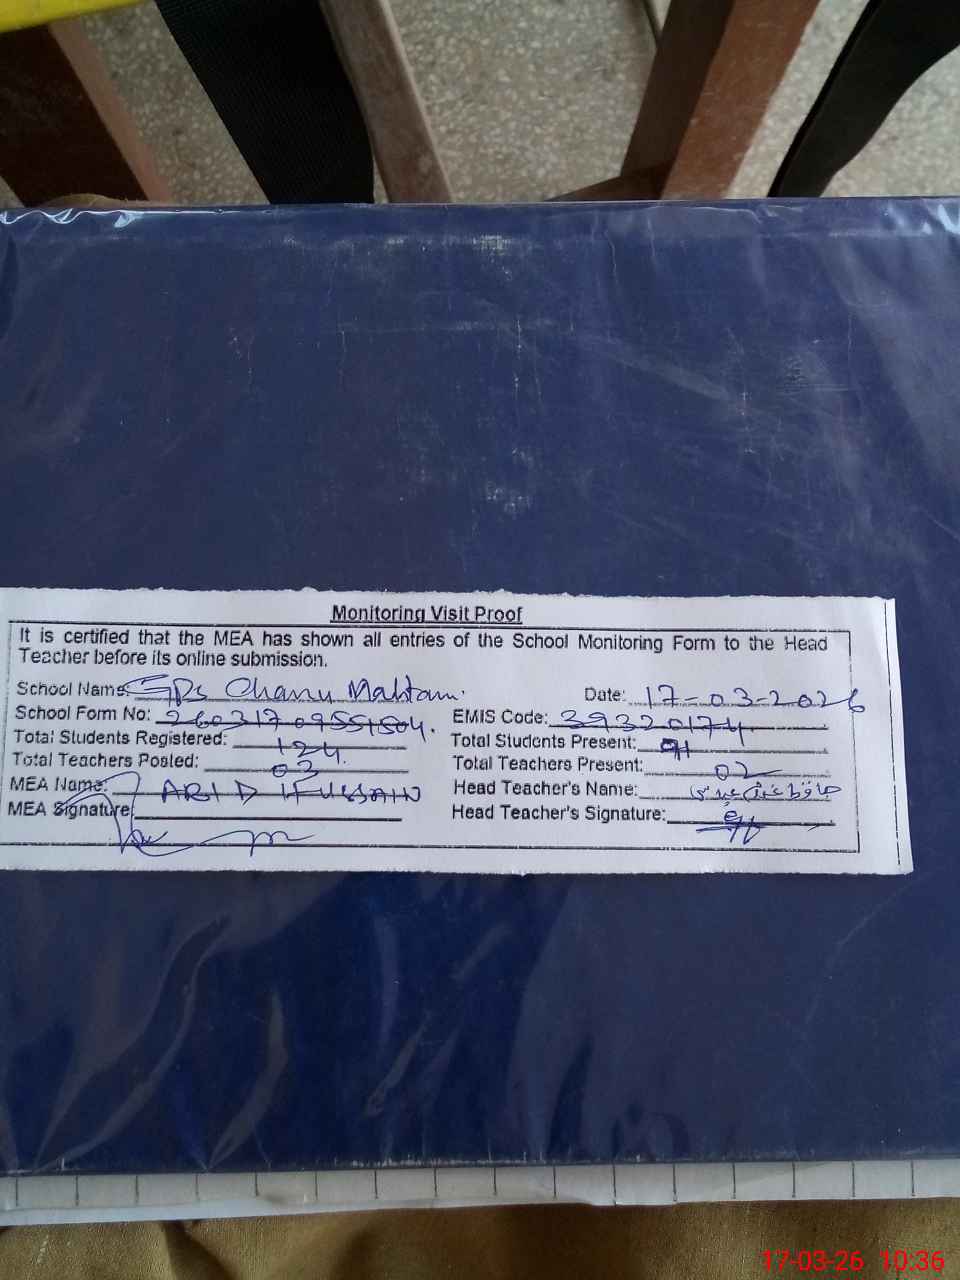 Monitoring Visit Proof
It is certified that the MEA has shown all entries of the School Monitoring Form to the Head
Teacher before its online submission.
School Name: GPS Chanu Mahtam. Date: 17-03-2026
School Form No: 26031709551504. EMIS Code: 39320174
Total Students Registered: 124. Total Students Present: 91
Total Teachers Posted: 03 Total Teachers Present: 02
MEA Name: ABID HUSSAIN Head Teacher's Name: حافظ
MEA Signature: Head Teacher's Signature:
17-03-26 10:36